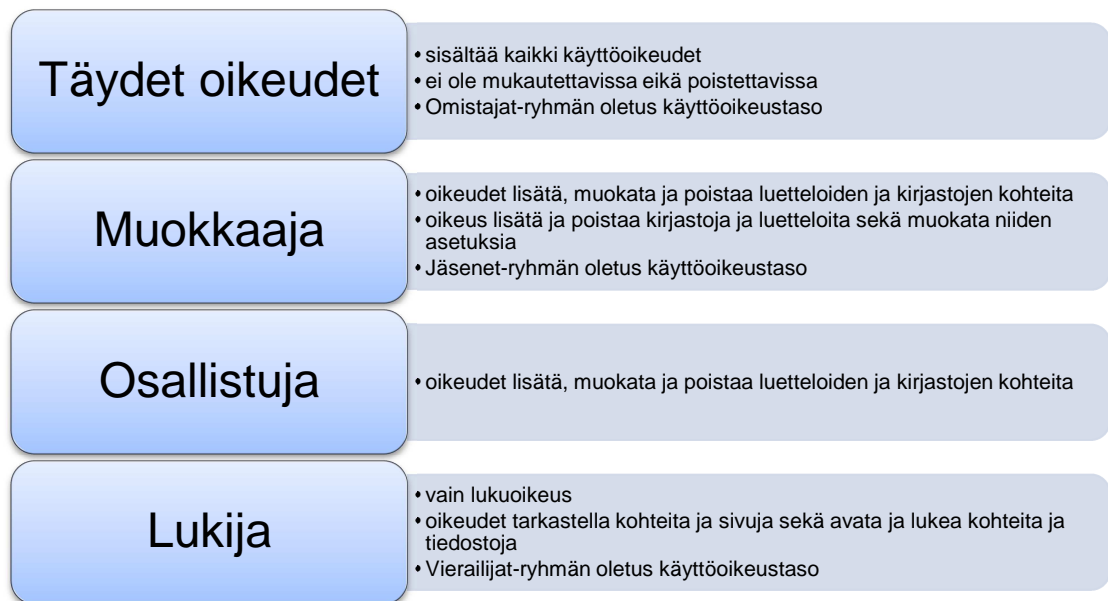 Täydet oikeudet
• sisältää kaikki käyttöoikeudet
• ei ole mukautettavissa eikä poistettavissa
• Omistajat-ryhmän oletus käyttöoikeustaso
Muokkaaja
• oikeudet lisätä, muokata ja poistaa luetteloiden ja kirjastojen kohteita
• oikeus lisätä ja poistaa kirjastoja ja luetteloita sekä muokata niiden
asetuksia
• Jäsenet-ryhmän oletus käyttöoikeustaso
Osallistuja
• oikeudet lisätä, muokata ja poistaa luetteloiden ja kirjastojen kohteita
Lukija
• vain lukuoikeus
• oikeudet tarkastella kohteita ja sivuja sekä avata ja lukea kohteita ja
tiedostoja
• Vierailijat-ryhmän oletus käyttöoikeustaso